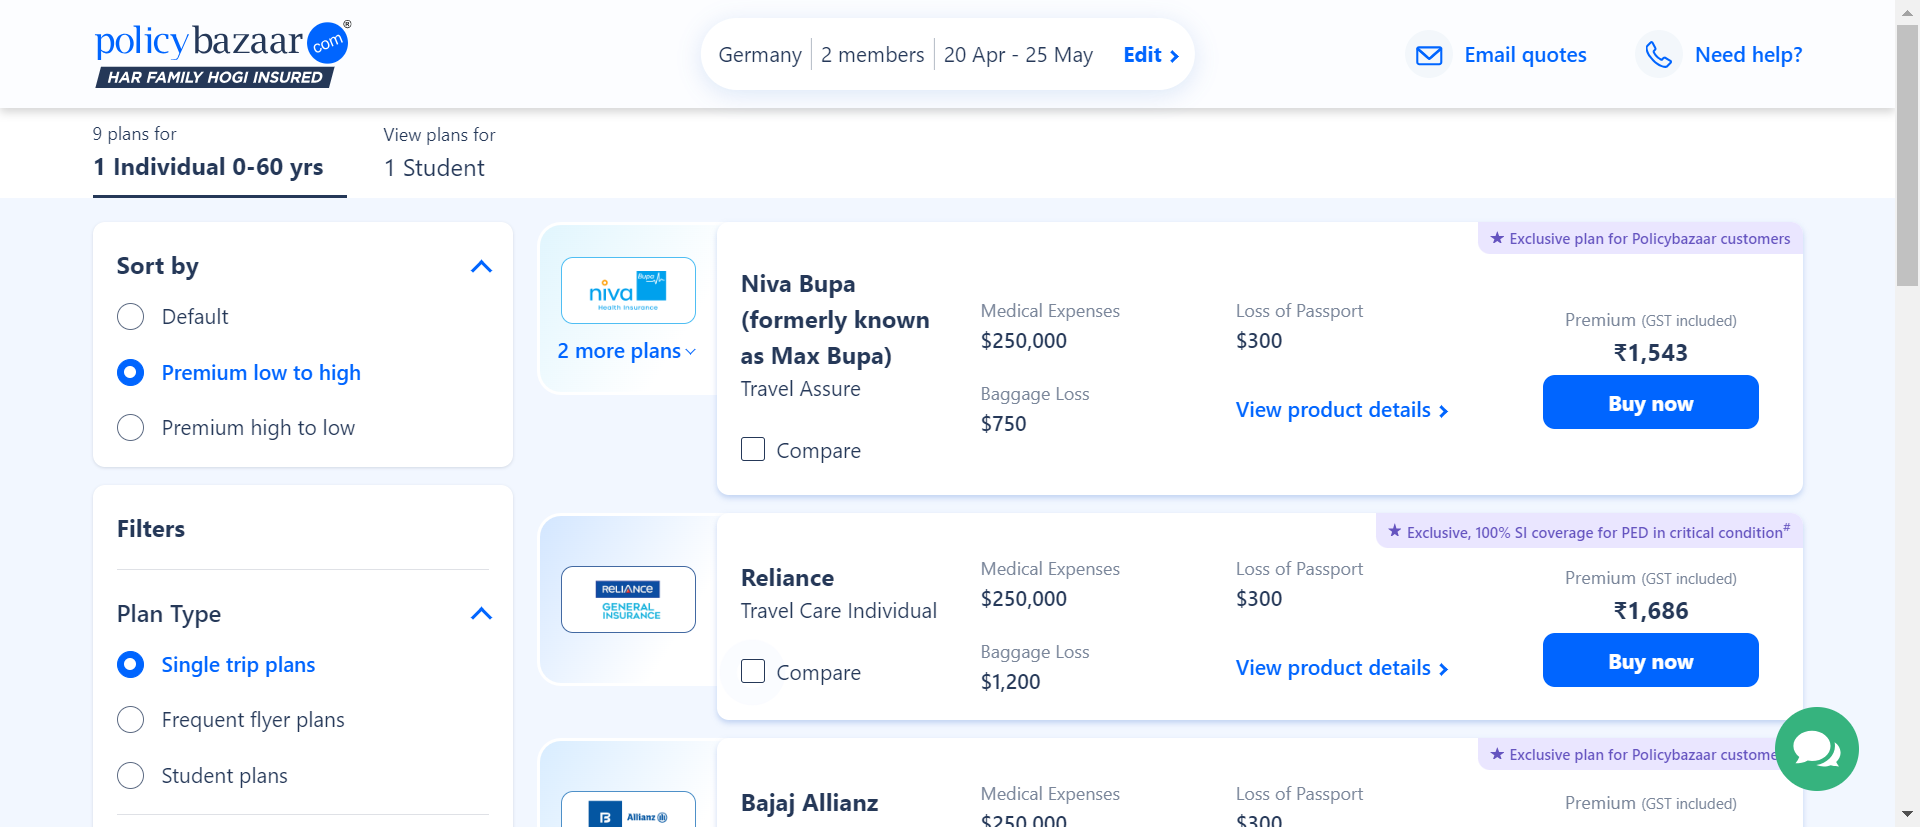 policybazaar.com®
HAR FAMILY HOGI INSURED
Germany
2 members
20 Apr - 25 May
Edit
Email quotes
Need help?
9 plans for
1 Individual 0-60 yrs
View plans for
1 Student
Sort by
Default
Premium low to high
Premium high to low
Filters
Plan Type
Single trip plans
Frequent flyer plans
Student plans
niva Bupa
Health Insurance
2 more plans
★ Exclusive plan for Policybazaar customers
Niva Bupa
(formerly known
as Max Bupa)
Travel Assure
Compare
Medical Expenses
$250,000
Baggage Loss
$750
Loss of Passport
$300
View product details
Premium (GST included)
₹1,543
Buy now
RELIANCE
GENERAL
INSURANCE
★ Exclusive, 100% SI coverage for PED in critical condition#
Reliance
Travel Care Individual
Compare
Medical Expenses
$250,000
Baggage Loss
$1,200
Loss of Passport
$300
View product details
Premium (GST included)
₹1,686
Buy now
B Allianz
★ Exclusive plan for Policybazaar custome
Bajaj Allianz
Medical Expenses
$250,000
Loss of Passport
$300
Premium (GST included)